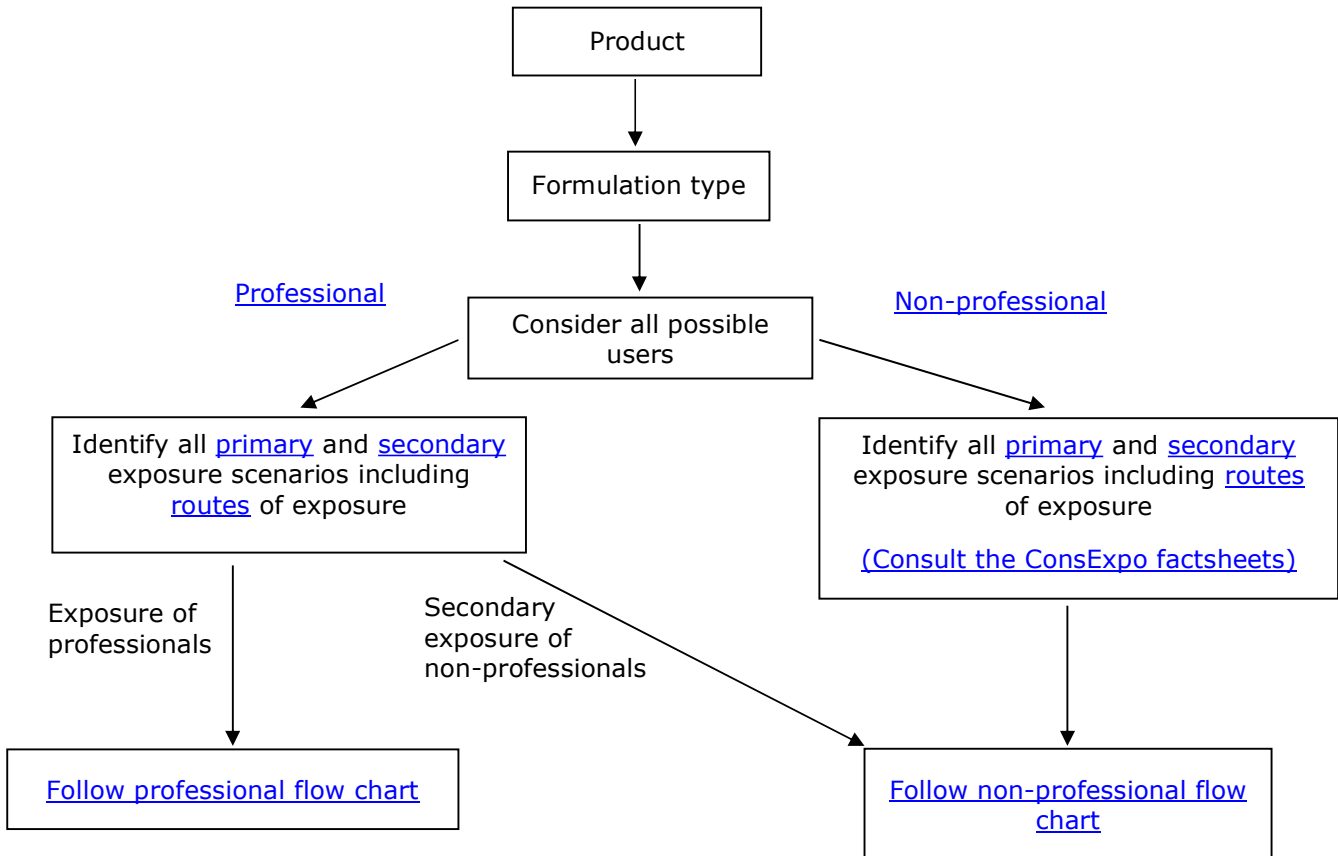 Product
Formulation type
Professional
Non-professional
Consider all possible
users
Identify all primary and secondary
exposure scenarios including
routes of exposure
Identify all primary and secondary
exposure scenarios including routes
of exposure
(Consult the ConsExpo factsheets)
Exposure of
professionals
Secondary
exposure of
non-professionals
Follow professional flow chart
Follow non-professional flow
chart